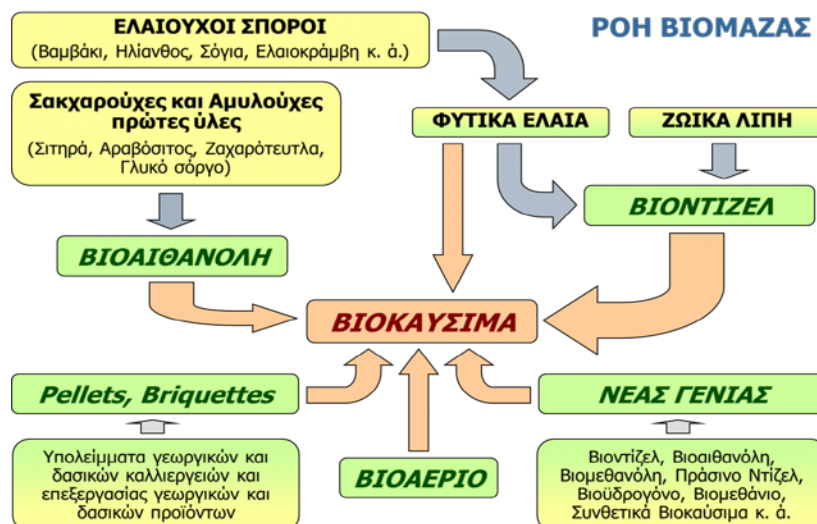 ΕΛΑΙΟΥΧΟΙ ΣΠΟΡΟΙ
(Βαμβάκι, Ηλίανθος, Σόγια, Ελαιοκράμβη κ. ά.)
ΡΟΗ ΒΙΟΜΑΖΑΣ
Σακχαρούχες και Αμυλούχες
πρώτες ύλες
(Σιτηρά, Αραβόσιτος, Ζαχαρότευτλα,
Γλυκό σόργο)
ΦΥΤΙΚΑ ΕΛΑΙΑ
ΖΩΙΚΑ ΛΙΠΗ
ΒΙΟΝΤΙΖΕΛ
ΒΙΟΑΙΘΑΝΟΛΗ
ΒΙΟΚΑΥΣΙΜΑ
Pellets, Briquettes
ΝΕΑΣ ΓΕΝΙΑΣ
Υπολείμματα γεωργικών και
δασικών καλλιεργειών και
επεξεργασίας γεωργικών και
δασικών προϊόντων
ΒΙΟΑΕΡΙΟ
Βιοντίζελ, Βιοαιθανόλη,
Βιομεθανόλη, Πράσινο Ντίζελ,
Βιοϋδρογόνο, Βιομεθάνιο,
Συνθετικά Βιοκαύσιμα κ. ά.